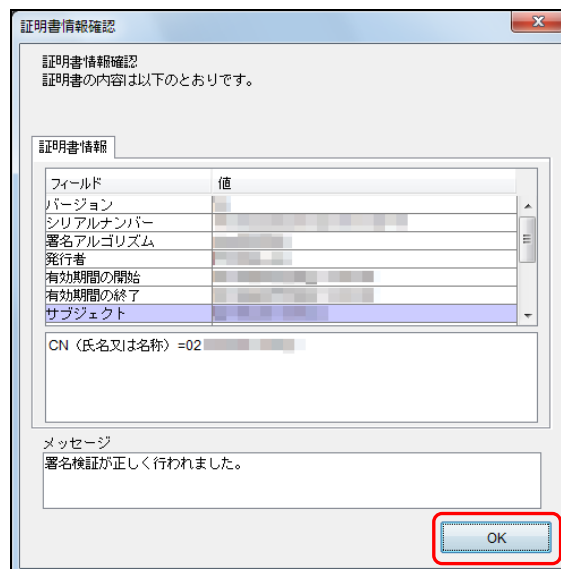 証明書情報確認
証明書情報確認
証明書の内容は以下のとおりです。
証明書情報
フィールド 値
バージョン
シリアルナンバー
署名アルゴリズム
発行者
有効期間の開始
有効期間の終了
サブジェクト
CN（氏名又は名称）=02
メッセージ
署名検証が正しく行われました。
OK